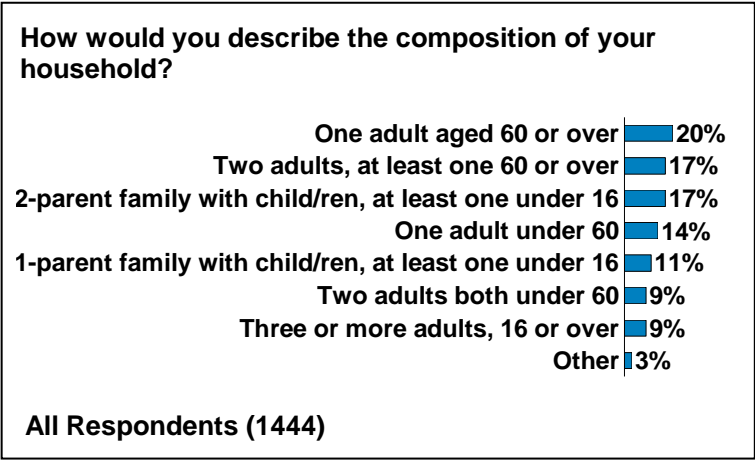 How would you describe the composition of your
household?
One adult aged 60 or over 20%
Two adults, at least one 60 or over 17%
2-parent family with child/ren, at least one under 16 17%
One adult under 60 14%
1-parent family with child/ren, at least one under 16 11%
Two adults both under 60 9%
Three or more adults, 16 or over 9%
Other 3%
All Respondents (1444)